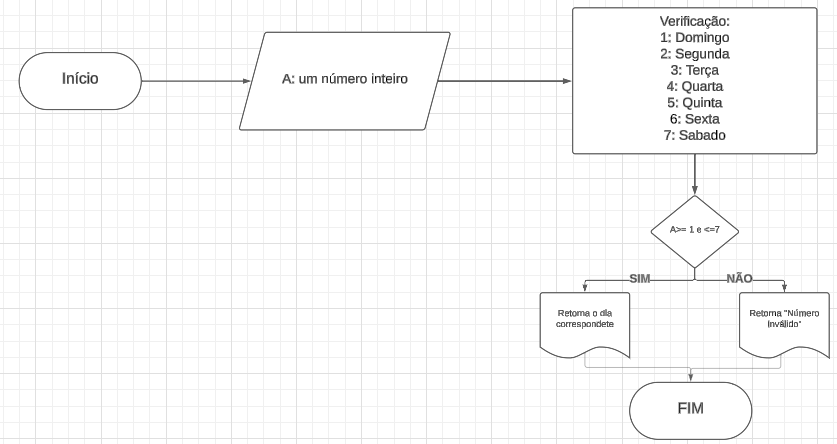 Início
A: um número inteiro
Verificação:
1: Domingo
2: Segunda
3: Terça
4: Quarta
5: Quinta
6: Sexta
7: Sabado
A>= 1 e <=7
SIM
NÃO
Retorna o dia
correspondete
Retorna "Número
inválido"
FIM